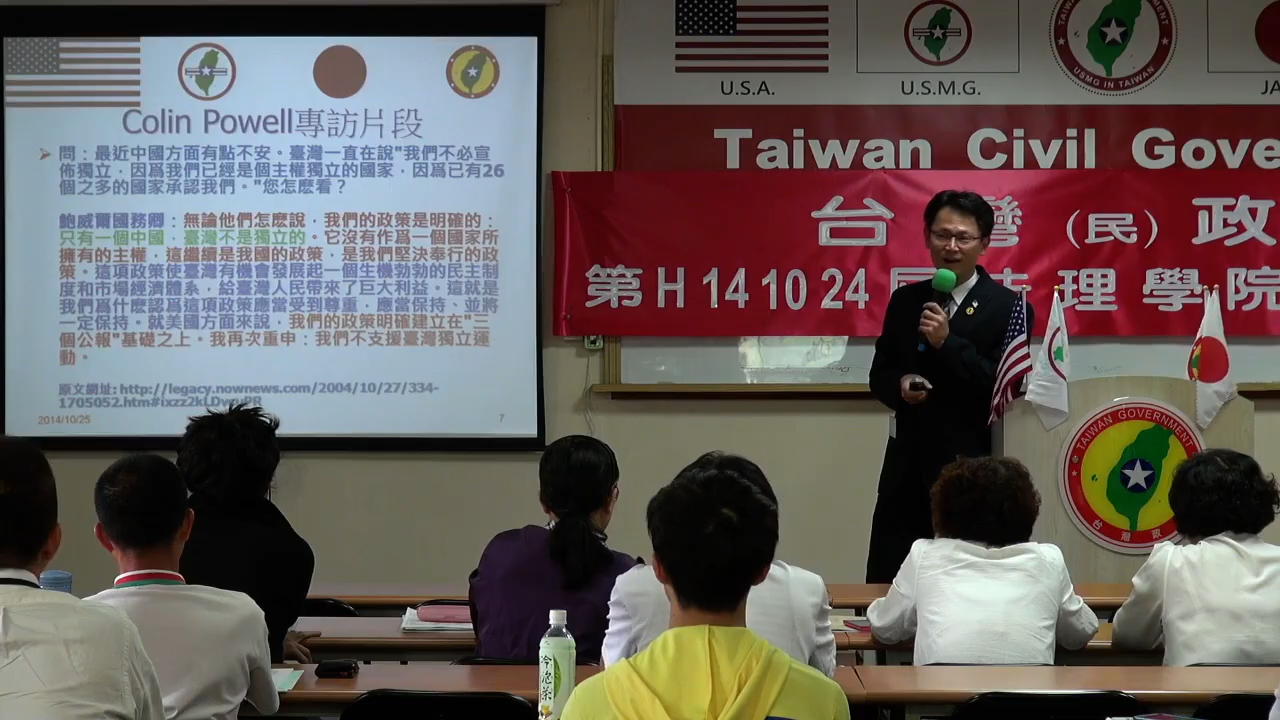 Colin Powell專訪片段
問：最近中國方面有點不安。臺灣一直在說"我們不必宣
佈獨立，因爲我們已經是個主權獨立的國家，因爲已有26
個之多的國家承認我們。"您怎麽看？
鮑威爾國務卿：無論他們怎麽說，我們的政策是明確的：
只有一個中國，臺灣不是獨立的。它沒有作爲一個國家所
擁有的主權，這繼續是我國的政策，是我們堅決奉行的政
策。這項政策使臺灣有機會發展起一個生機勃勃的民主制
度和市場經濟體系，給臺灣人民帶來了巨大利益。這就是
我們爲什麽認爲這項政策應當受到尊重，應當保持、並將
一定保持。就美國方面來說，我們的政策明確建立在"三
個公報"基礎之上。我再次重申：我們不支援臺灣獨立運
動。
原文網址: http://legacy.nownews.com/2004/10/27/334-
2014/10/25
7
U.S.A.
U.S.M.G.
TAIWAN
USMG IN TAIWAN
JA
Taiwan Civil Gove
台灣（民）政
第H 14 10 24
理學院
TAIWAN GOVERNMENT
台灣政
冷泡茶